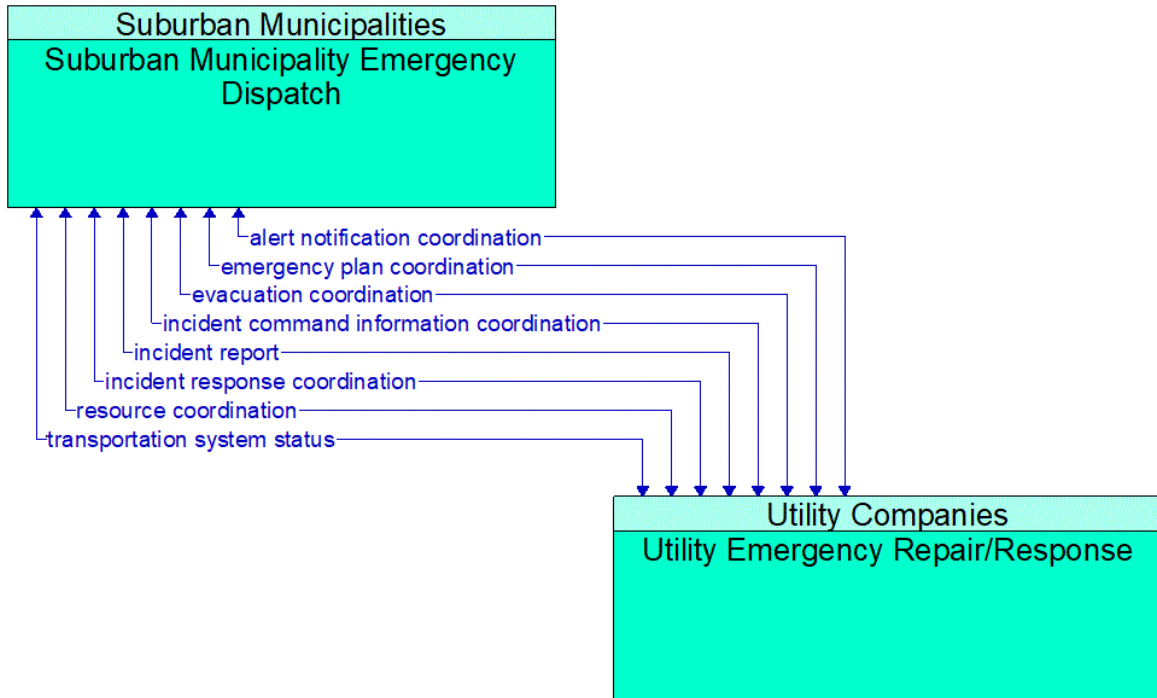 Suburban Municipalities
Suburban Municipality Emergency
Dispatch
alert notification coordination
emergency plan coordination
evacuation coordination
incident command information coordination
incident report
incident response coordination
resource coordination
transportation system status
Utility Companies
Utility Emergency Repair/Response